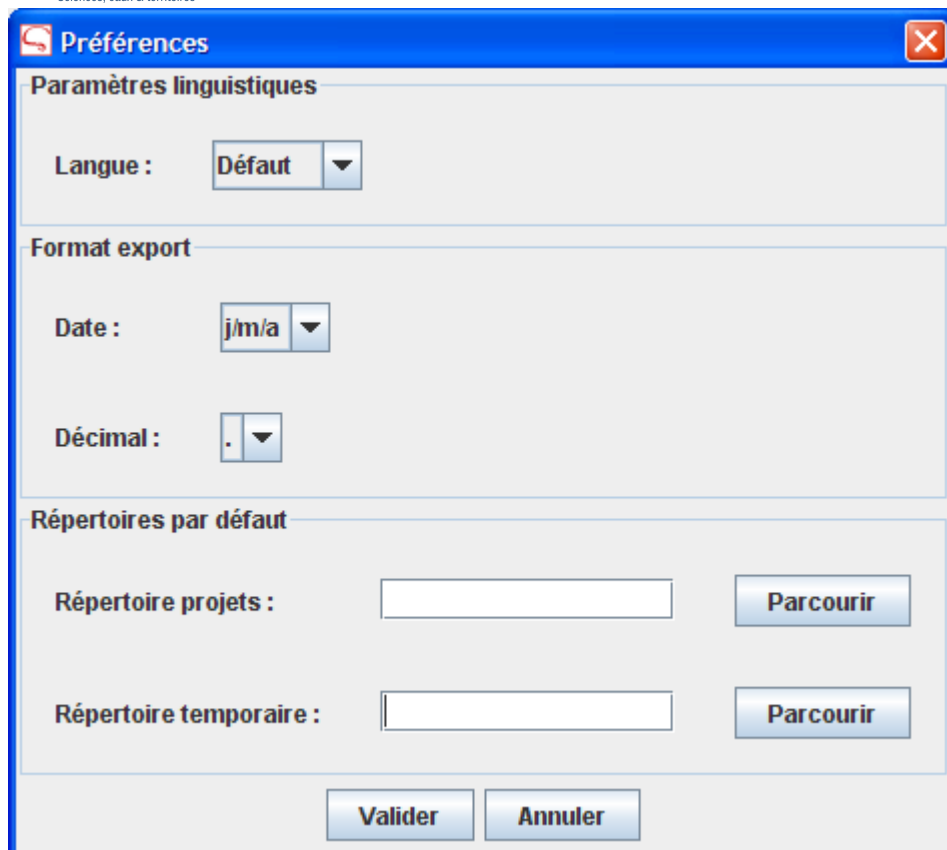 Préférences
Paramètres linguistiques
Langue : Défaut
Format export
Date : j/m/a
Décimal : .
Répertoires par défaut
Répertoire projets : Parcourir
Répertoire temporaire : Parcourir
Valider Annuler